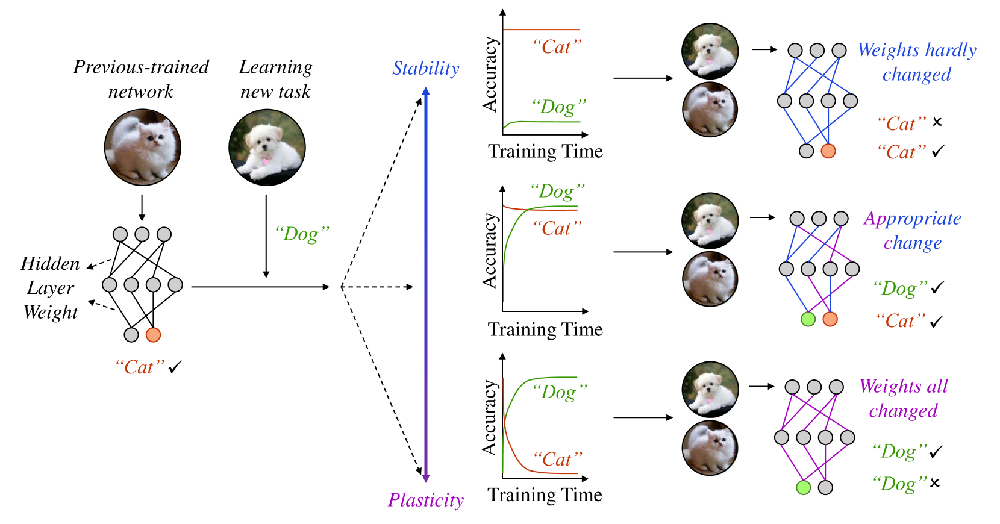 Previous-trained
network
Learning
new task
“Dog”
Hidden
Layer
Weight
“Cat” ✓
Stability
Plasticity
Accuracy
“Cat”
“Dog”
Training Time
Weights hardly
changed
“Cat” ×
“Cat” ✓
Accuracy
“Dog”
“Cat”
Training Time
Appropriate
change
“Dog” ✓
“Cat” ✓
Accuracy
“Dog”
“Cat”
Training Time
Weights all
changed
“Dog” ✓
“Dog” ×